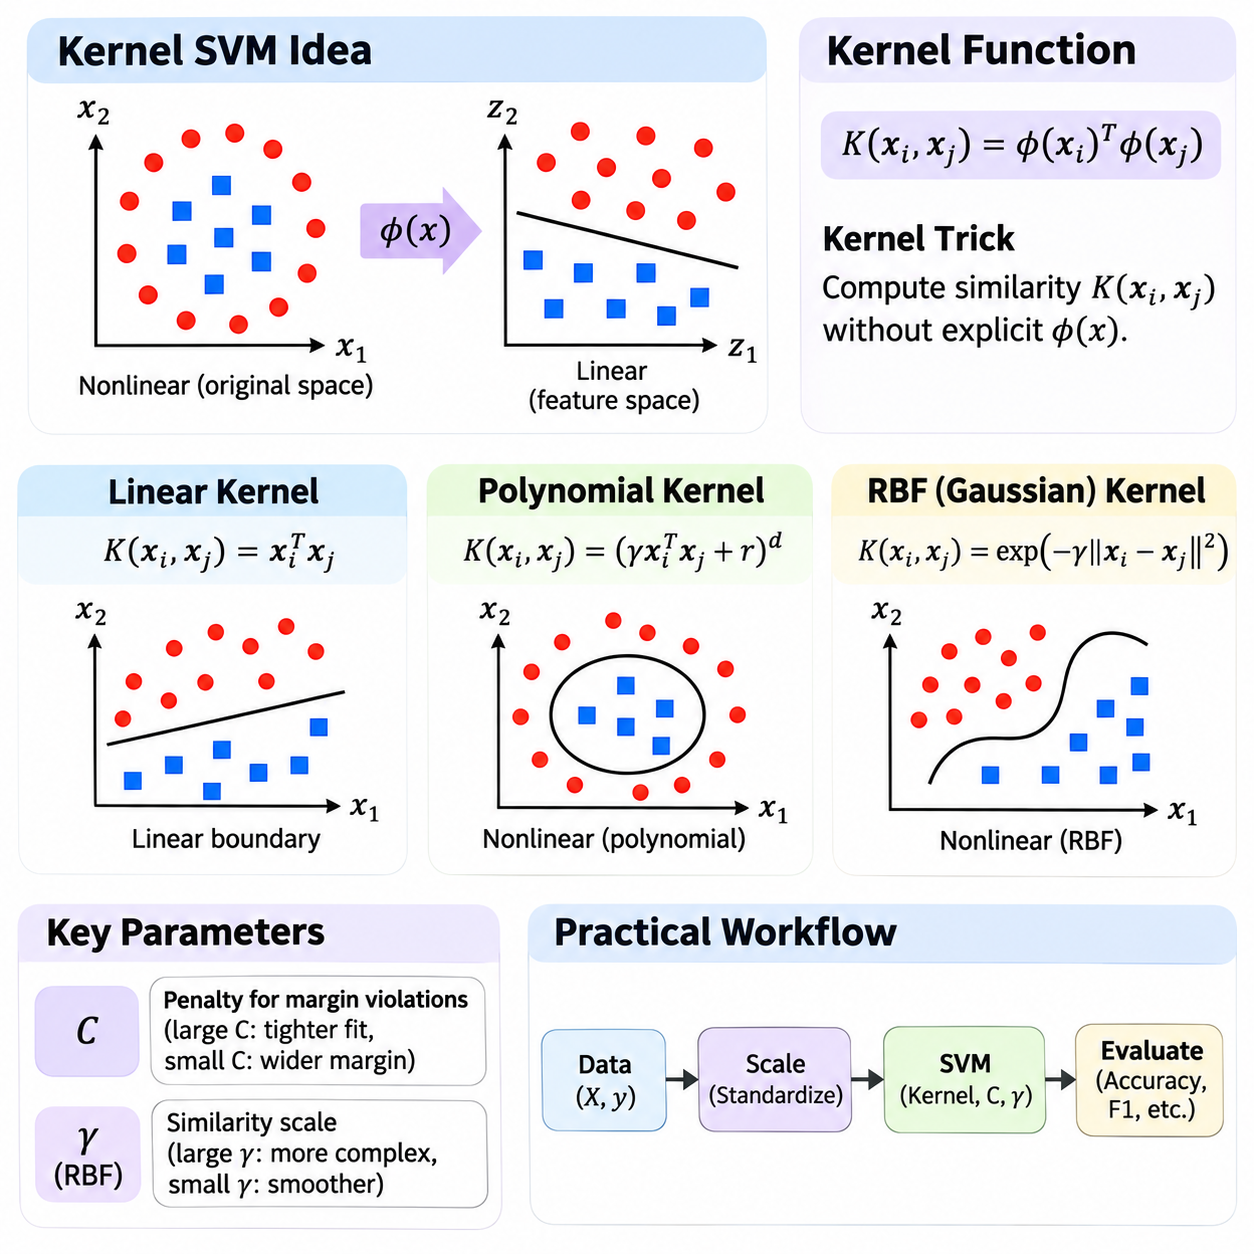 Kernel SVM Idea
x₂
x₁
Nonlinear (original space)
ϕ(x)
z₂
z₁
Linear
(feature space)
Kernel Function
K(xᵢ, xⱼ) = ϕ(xᵢ)ᵀϕ(xⱼ)
Kernel Trick
Compute similarity K(xᵢ, xⱼ)
without explicit ϕ(x).
Linear Kernel
K(xᵢ, xⱼ) = xᵢᵀxⱼ
x₂
x₁
Linear boundary
Polynomial Kernel
K(xᵢ, xⱼ) = (γxᵢᵀxⱼ + r)ᵈ
x₂
x₁
Nonlinear (polynomial)
RBF (Gaussian) Kernel
K(xᵢ, xⱼ) = exp(−γ‖xᵢ − xⱼ‖²)
x₂
x₁
Nonlinear (RBF)
Key Parameters
C
Penalty for margin violations
(large C: tighter fit,
small C: wider margin)
γ
(RBF)
Similarity scale
(large γ: more complex,
small γ: smoother)
Practical Workflow
Data
(X, y)
Scale
(Standardize)
SVM
(Kernel, C, γ)
Evaluate
(Accuracy,
F1, etc.)